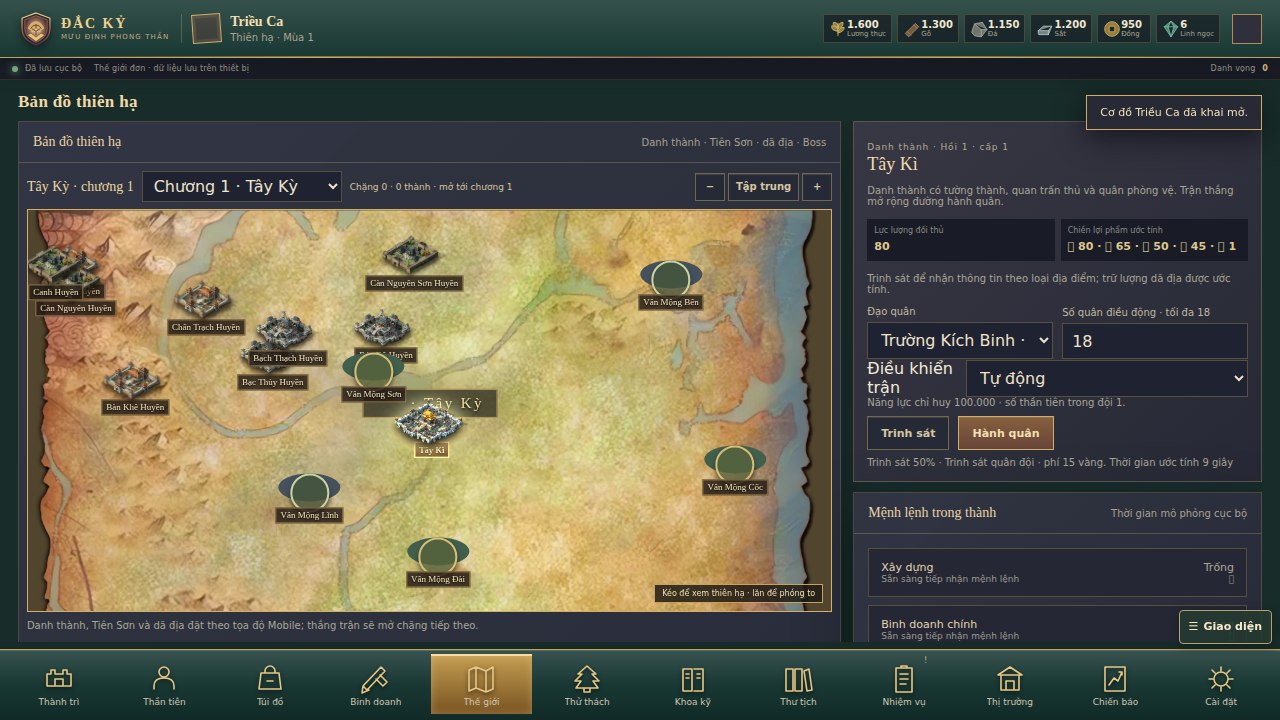 ĐẮC KỶ
MƯU ĐỊNH PHONG THẦN
Triều Ca
Thiên hạ · Mùa 1
1.600
Lương thực
1.300
Gỗ
1.150
Đá
1.200
Sắt
950
Đồng
6
Linh ngọc
Đã lưu cục bộ
Thế giới đơn · dữ liệu lưu trên thiết bị
Danh vọng 0
Bản đồ thiên hạ
Cơ đồ Triều Ca đã khai mở.
Bản đồ thiên hạ
Danh thành · Tiên Sơn · dã địa · Boss
Tây Kỳ · chương 1
Chương 1 · Tây Kỳ
Chặng 0 · 0 thành · mở tới chương 1
−
Tập trung
+
Càn Nguyên Sơn Huyện
Canh Huyện
Càn Nguyên Huyện
Vân Mộng Bến
Chân Trạch Huyện
Bạch Thạch Huyện
Huyện
Bạc Thủy Huyện
Vân Mộng Sơn
Bàn Khê Huyện
· Tây Kỳ
Tây Kì
Vân Mộng Cốc
Vân Mộng Lĩnh
Vân Mộng Đài
Kéo để xem thiên hạ · lăn để phóng to
Danh thành, Tiên Sơn và dã địa đặt theo tọa độ Mobile; thắng trận sẽ mở chặng tiếp theo.
Danh thành · Hồi 1 · cấp 1
Tây Kì
Danh thành có tường thành, quan trấn thủ và quân phòng vệ. Trận thắng
mở rộng đường hành quân.
Lực lượng đối thủ
80
Chiến lợi phẩm ước tính
80 · 65 · 50 · 45 · 1
Trinh sát để nhận thông tin theo loại địa điểm; trữ lượng dã địa được ước
tính.
Đạo quân
Số quân điều động · tối đa 18
Trường Kích Binh ·
18
Điều khiển
trận
Tự động
Năng lực chỉ huy 100.000 · số thần tiên trong đội 1.
Trinh sát
Hành quân
Trinh sát 50% · Trinh sát quân đội · phí 15 vàng. Thời gian ước tính 9 giây
Mệnh lệnh trong thành
Thời gian mô phỏng cục bộ
Xây dựng
Sẵn sàng tiếp nhận mệnh lệnh
Trống
Binh doanh chính
Sẵn sàng tiếp nhận mệnh lệnh
☰ Giao diện
Thành trì
Thần tiên
Túi đồ
Binh doanh
Thế giới
Thử thách
Khoa kỹ
Thư tịch
!
Nhiệm vụ
Thị trường
Chiến báo
Cài đặt